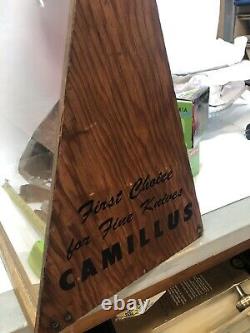 First Choice
for Fine Knives
CAMILLUS